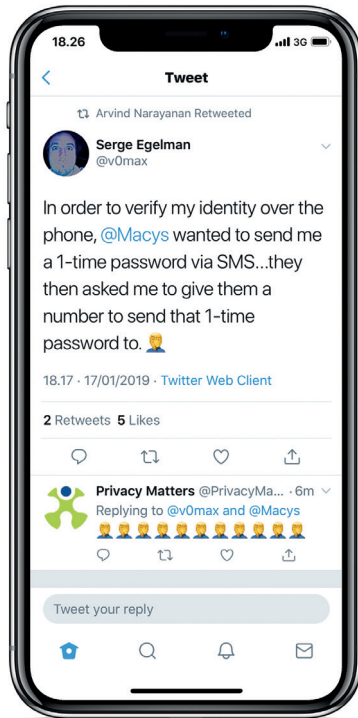 18.26
3G
Tweet
Arvind Narayanan Retweeted
Serge Egelman
@v0max
In order to verify my identity over the
phone, @Macys wanted to send me
a 1-time password via SMS...they
then asked me to give them a
number to send that 1-time
password to. 🤦
18.17 · 17/01/2019 · Twitter Web Client
2 Retweets 5 Likes
Privacy Matters @PrivacyMa... · 6m
Replying to @v0max and @Macys
🤦🤦🤦🤦🤦🤦🤦🤦🤦🤦
Tweet your reply